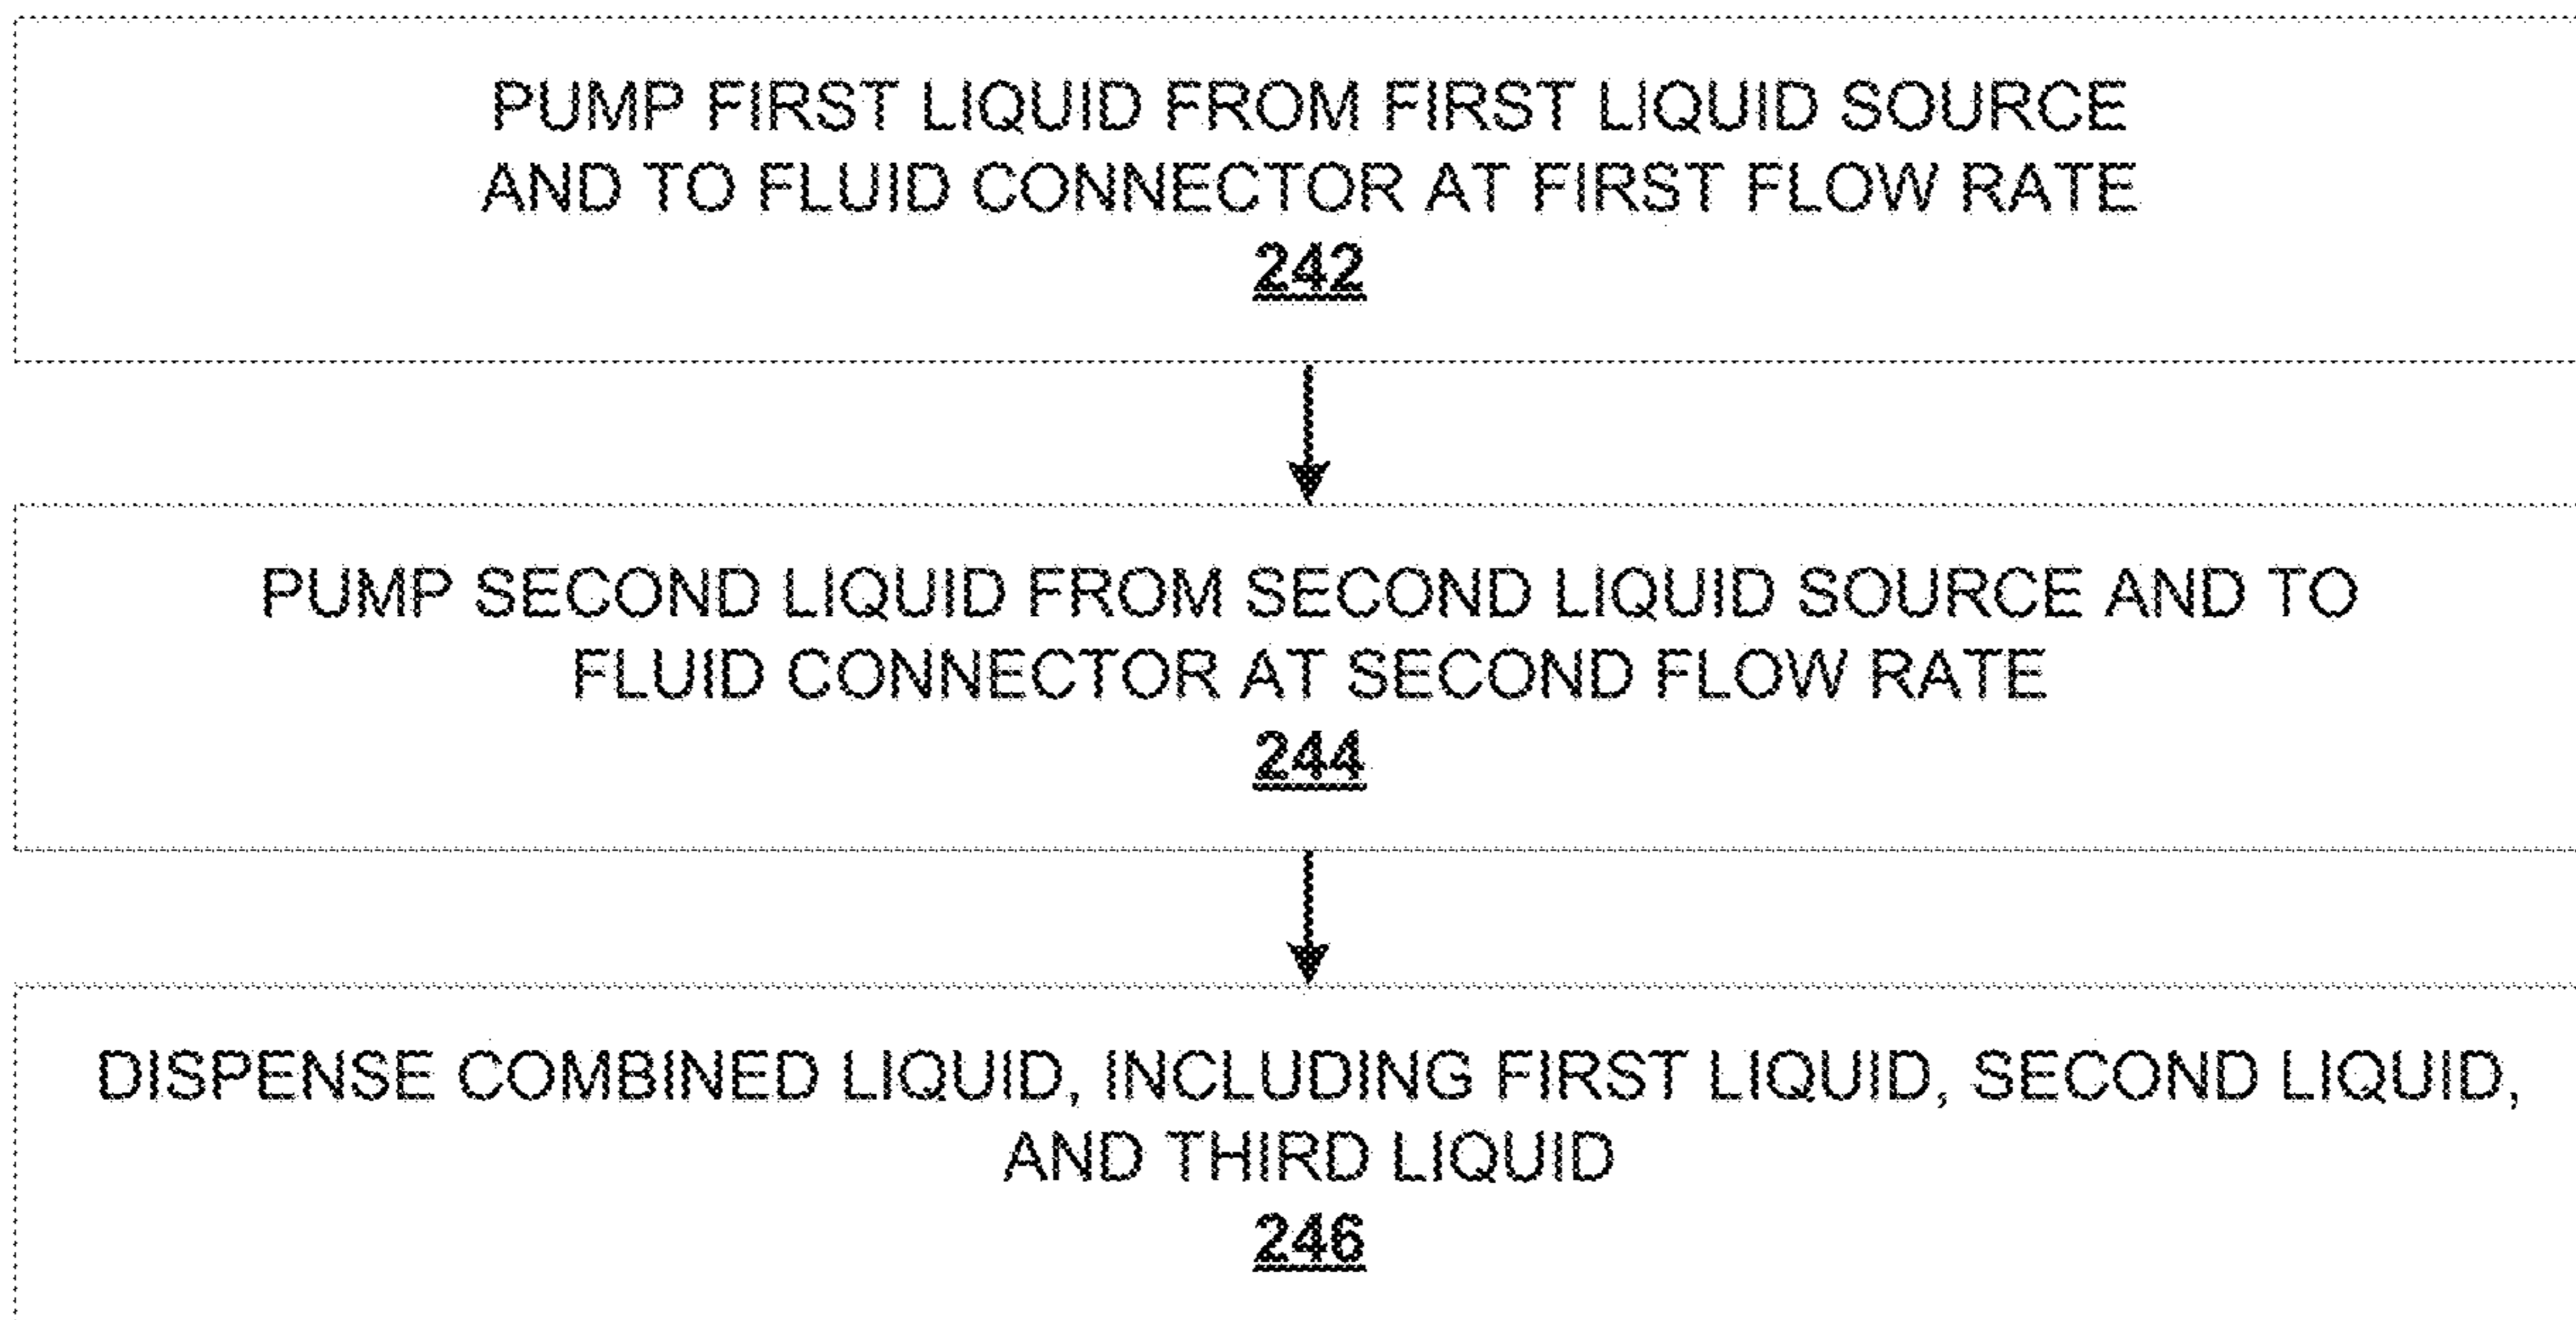 PUMP FIRST LIQUID FROM FIRST LIQUID SOURCE
AND TO FLUID CONNECTOR AT FIRST FLOW RATE
242
PUMP SECOND LIQUID FROM SECOND LIQUID SOURCE AND TO
FLUID CONNECTOR AT SECOND FLOW RATE
244
DISPENSE COMBINED LIQUID, INCLUDING FIRST LIQUID, SECOND LIQUID,
AND THIRD LIQUID
246